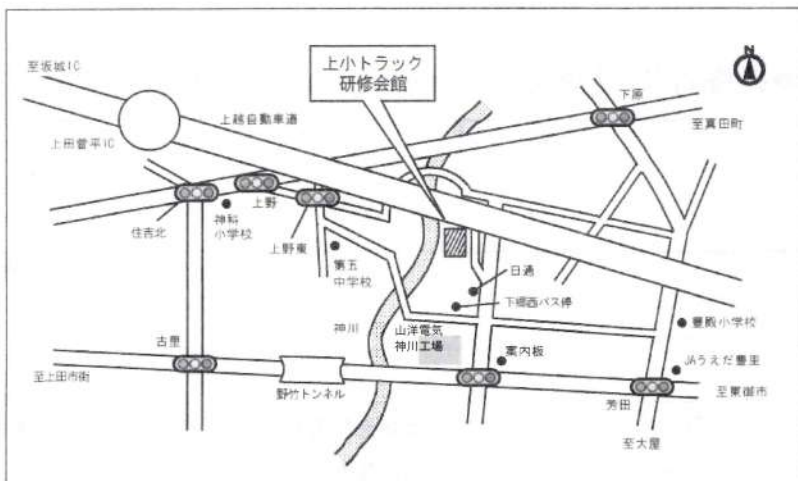 至坂城IC
上田菅平IC
上越自動車道
上小トラック
研修会館
N
下原
至真田町
住吉北
神科
小学校
上野
上野東
第五
中学校
日通
下郷西バス停
神川
山洋電気
神川工場
豊殿小学校
古里
案内板
JAうえだ豊里
至上田市街
野竹トンネル
芳田
至東御市
至大屋